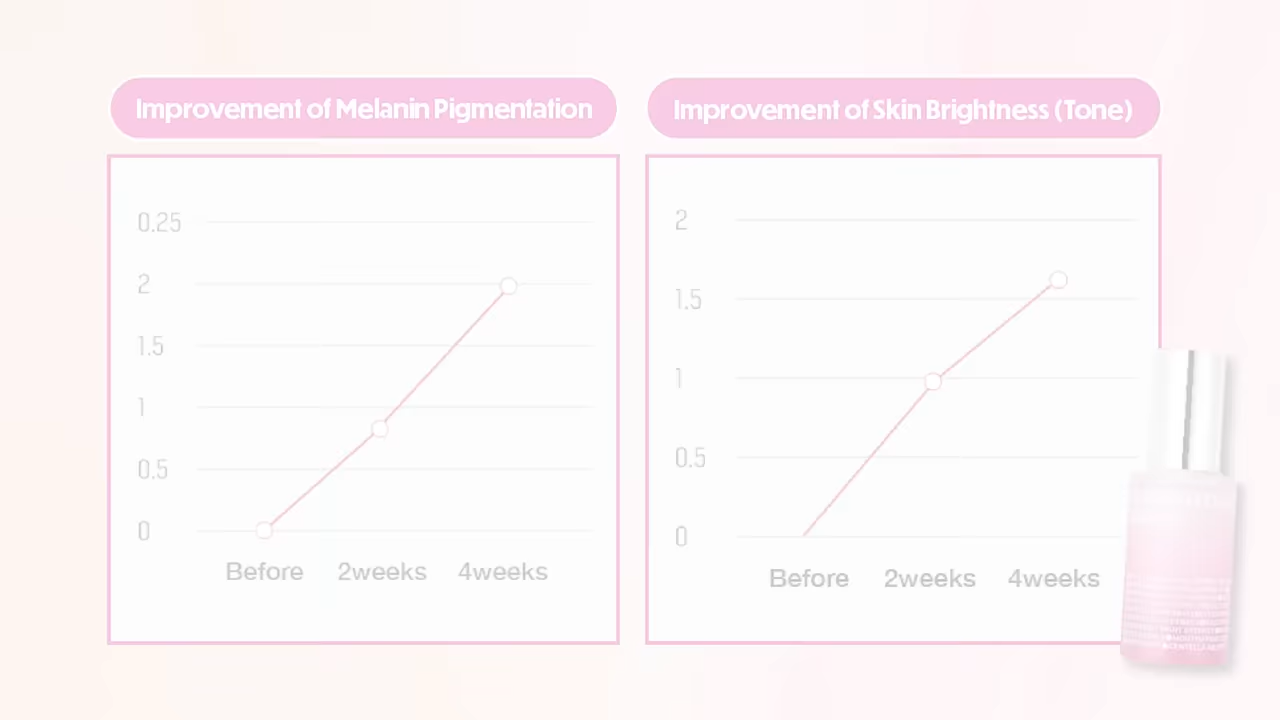 Improvement of Melanin Pigmentation
0.25
2
1.5
1
0.5
0
Before 2weeks 4weeks
Improvement of Skin Brightness (Tone)
2
1.5
1
0.5
0
Before 2weeks 4weeks